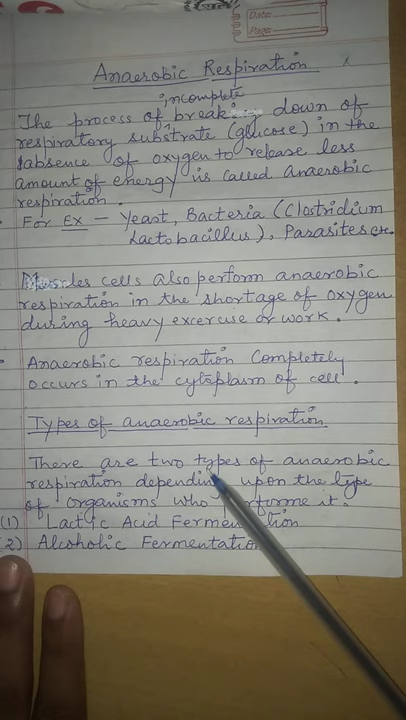 Date:
Page:
Anaerobic Respiration
incomplete
The process of break down of
respiratory substrate (glucose) in the
absence of oxygen to release less
amount of energy is called anaerobic
respiration.
For Ex - Yeast, Bacteria (Clostridium
Lactobacillus), Parasites etc.
Muscles cells also perform anaerobic
respiration in the shortage of oxygen
during heavy excercise or work.
Anaerobic respiration Completely
occurs in the cytoplasm of cell.
Types of anaerobic respiration
There are two types of anaerobic
respiration depending upon the type
of organisms who performe it.
(1) Lactic Acid Fermentation
(2) Alcoholic Fermentation